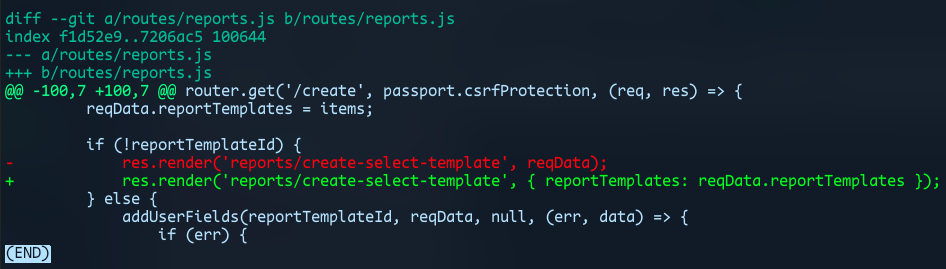 diff --git a/routes/reports.js b/routes/reports.js
index f1d52e9..7206ac5 100644
--- a/routes/reports.js
+++ b/routes/reports.js
@@ -100,7 +100,7 @@ router.get('/create', passport.csrfProtection, (req, res) => {
         reqData.reportTemplates = items;
         if (!reportTemplateId) {
-            res.render('reports/create-select-template', reqData);
+            res.render('reports/create-select-template', { reportTemplates: reqData.reportTemplates });
         } else {
             addUserFields(reportTemplateId, reqData, null, (err, data) => {
                 if (err) {
(END)